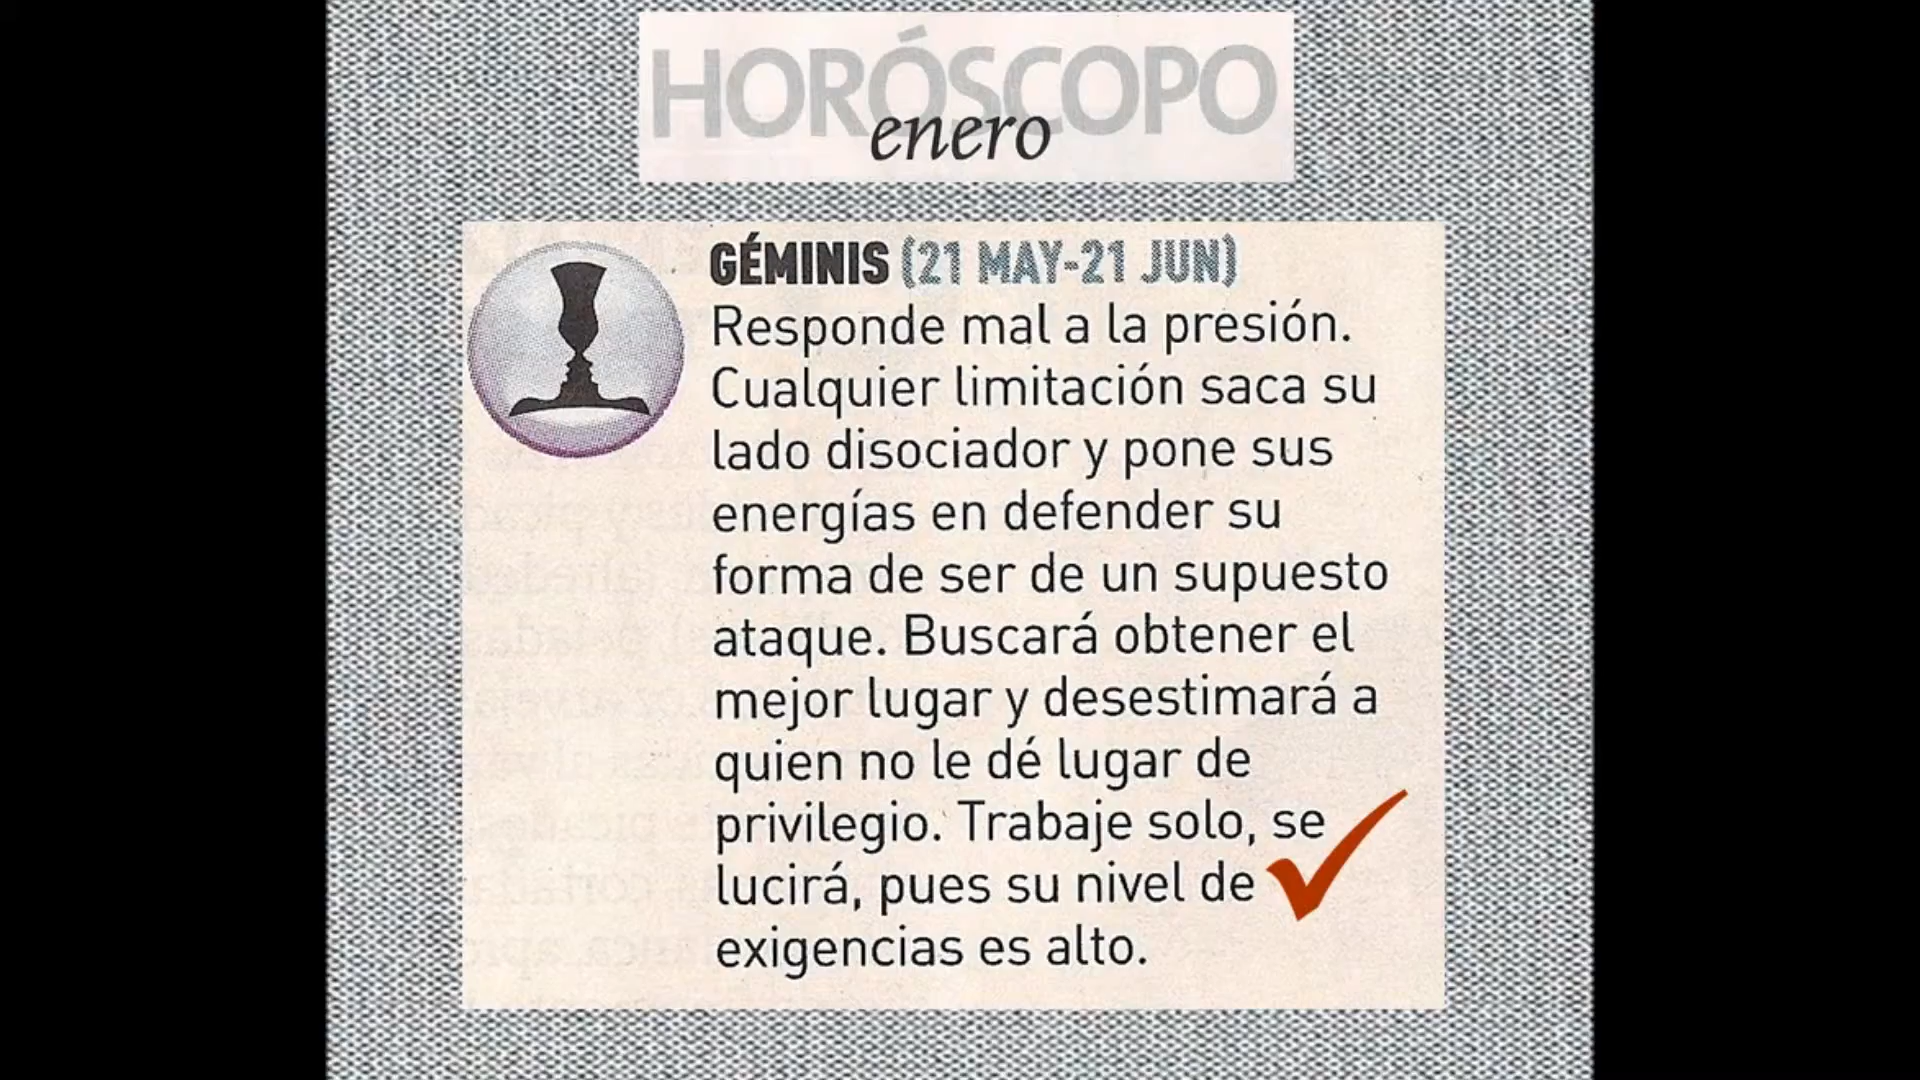 HORÓSCOPO
enero
GÉMINIS (21 MAY-21 JUN)
Responde mal a la presión.
Cualquier limitación saca su
lado disociador y pone sus
energías en defender su
forma de ser de un supuesto
ataque. Buscará obtener el
mejor lugar y desestimará a
quien no le dé lugar de
privilegio. Trabaje solo, se
lucirá, pues su nivel de
exigencias es alto.